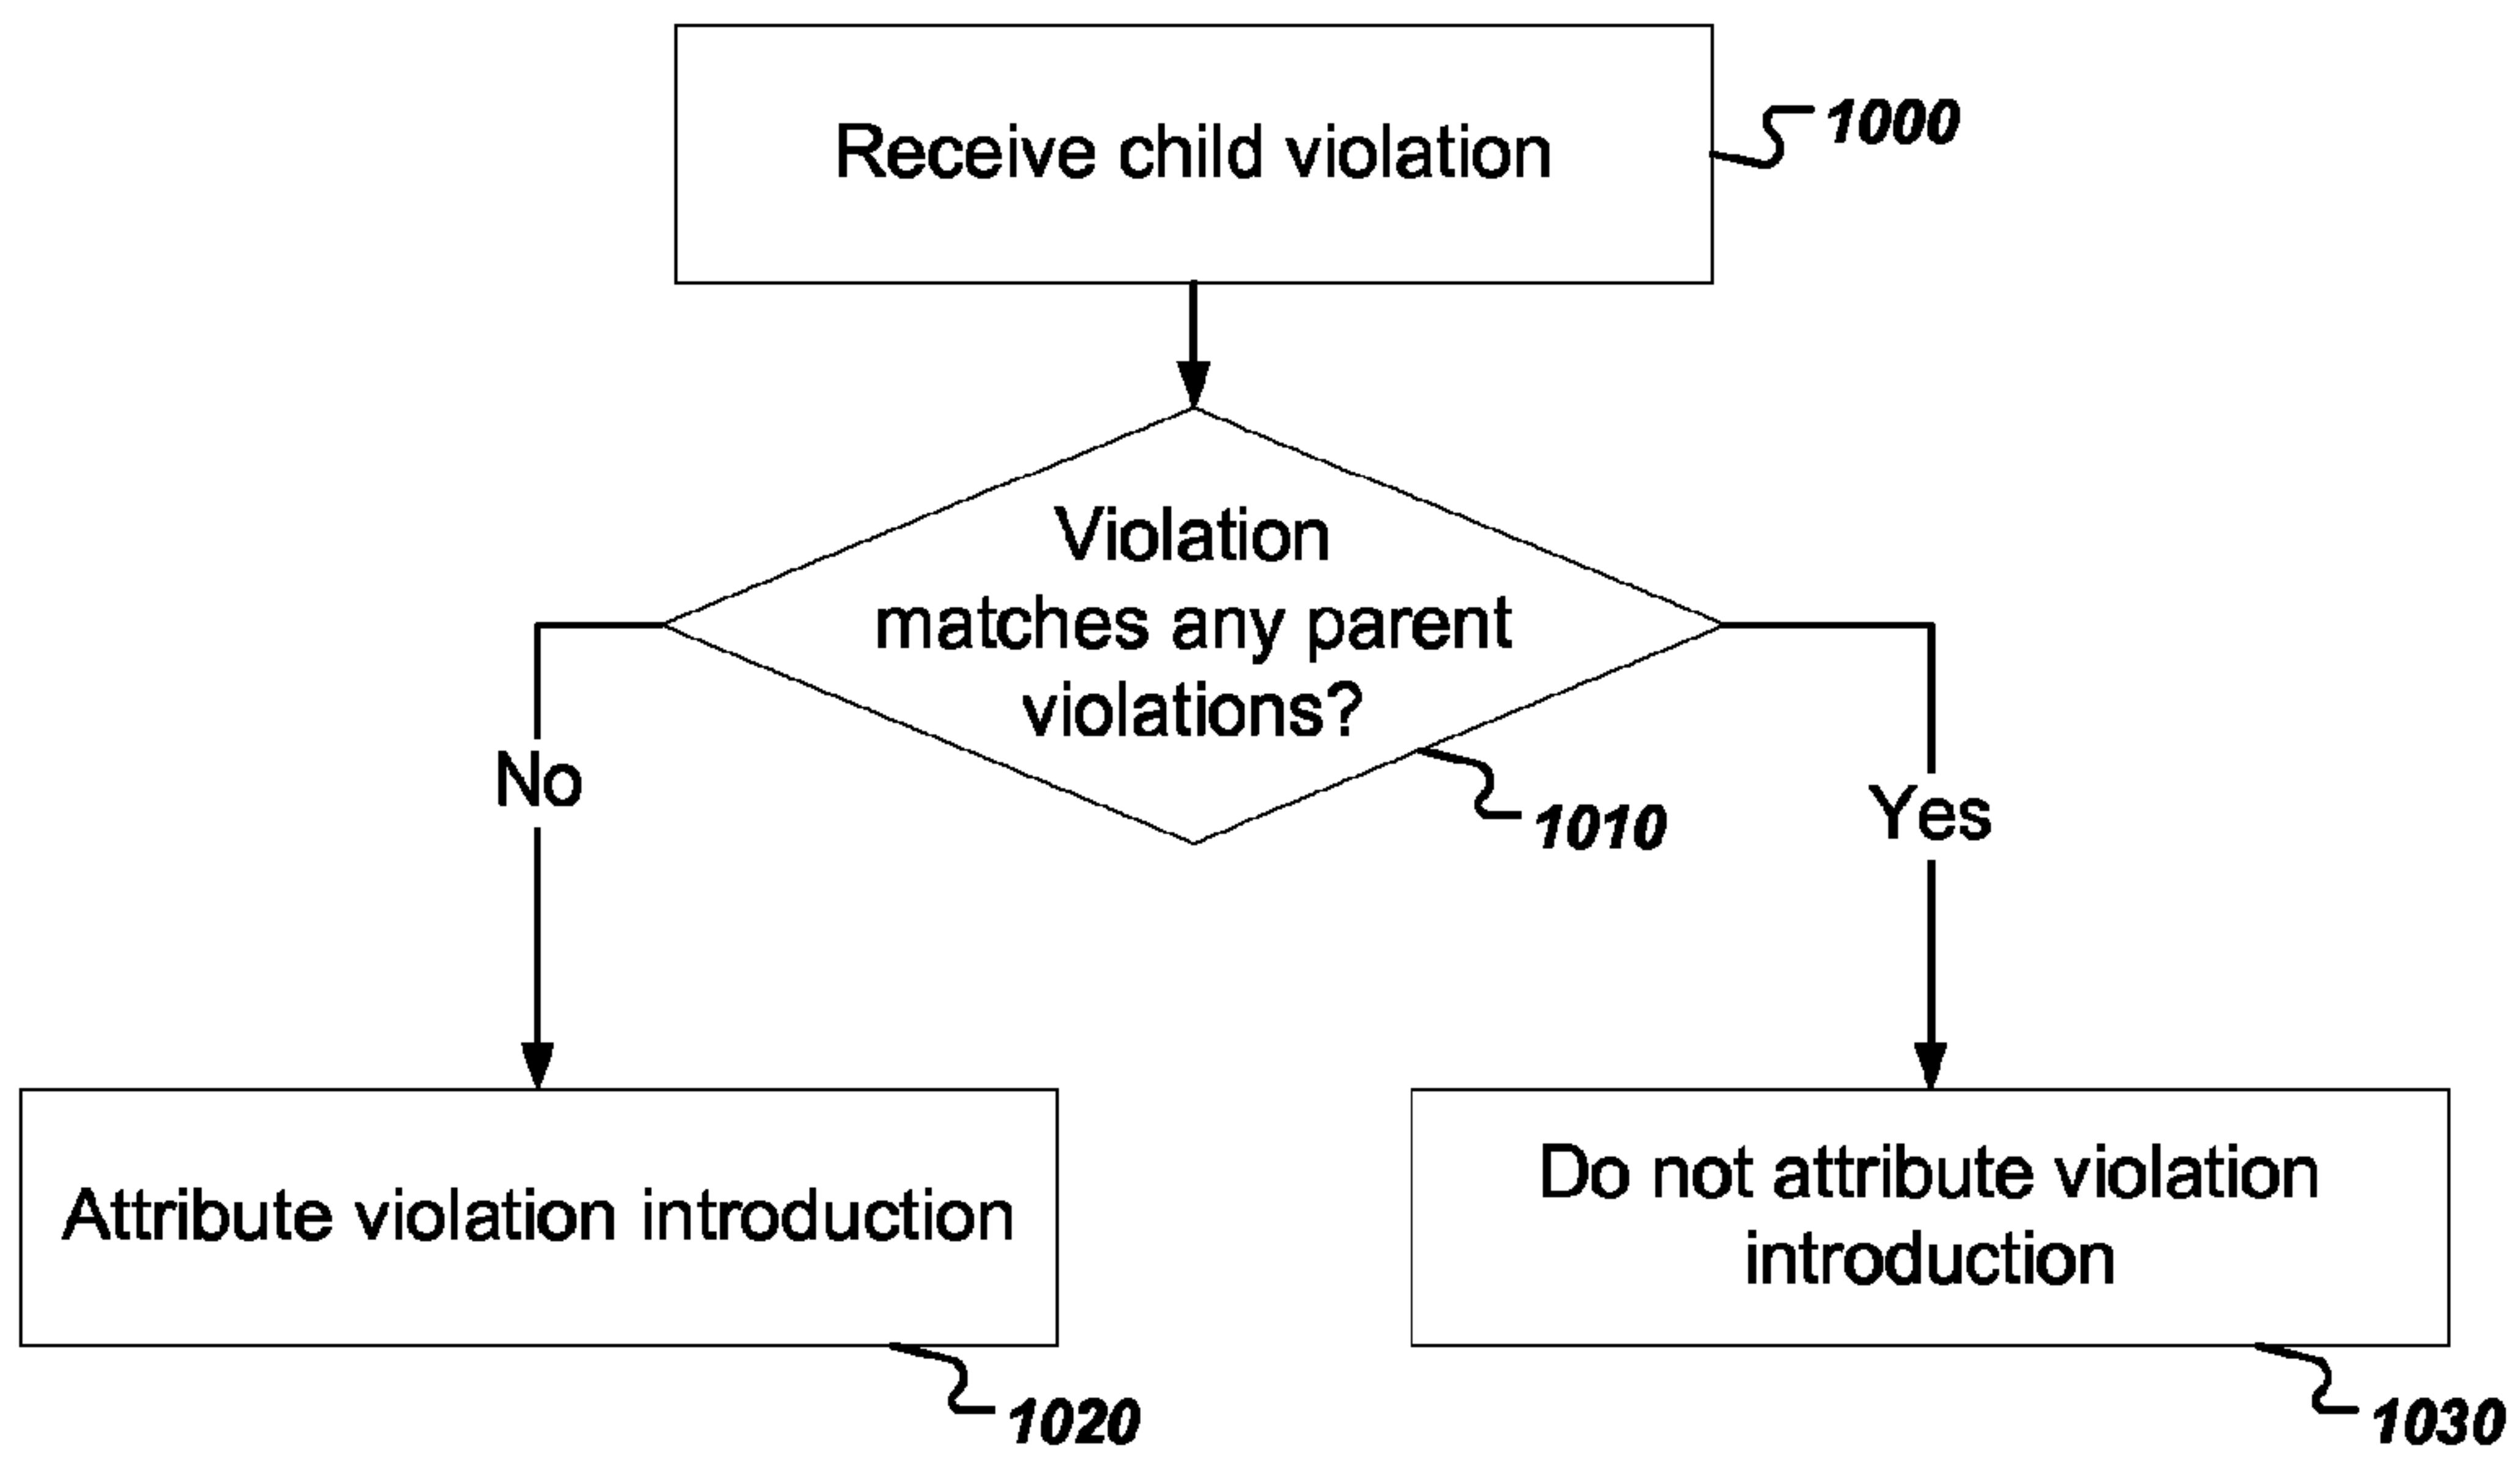 Receive child violation
1000
Violation
matches any parent
violations?
1010
No
Yes
Attribute violation introduction
1020
Do not attribute violation
introduction
1030